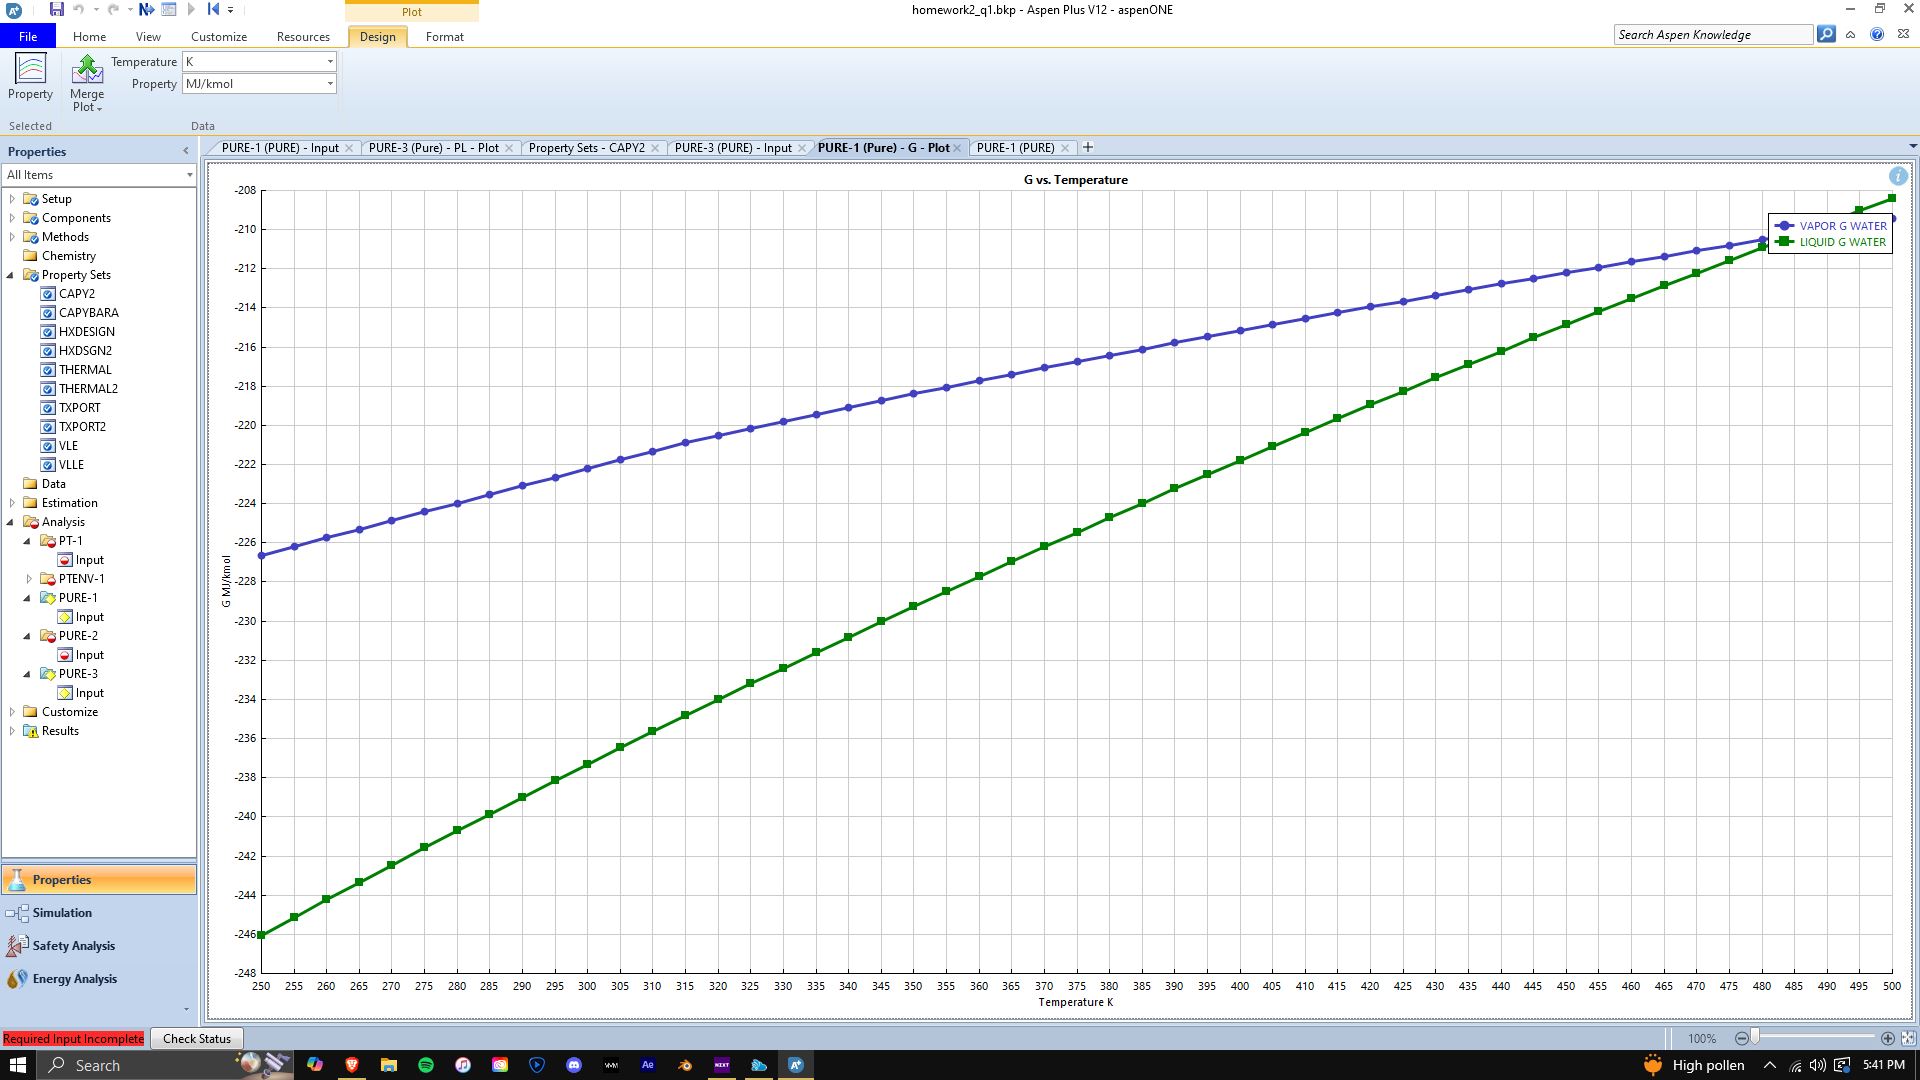 homework2_q1.bkp - Aspen Plus V12 - aspenONE
Plot
File Home View Customize Resources Design Format
Search Aspen Knowledge
Property
Selected
Merge
Plot
Temperature K
Property MJ/kmol
Data
PURE-1 (PURE) - Input PURE-3 (Pure) - PL - Plot Property Sets - CAPY2 PURE-3 (PURE) - Input PURE-1 (Pure) - G - Plot PURE-1 (PURE)
Properties
All Items
Setup
Components
Methods
Chemistry
Property Sets
CAPY2
CAPYBARA
HXDESIGN
HXDSGN2
THERMAL
THERMAL2
TXPORT
TXPORT2
VLE
VLLE
Data
Estimation
Analysis
PT-1
Input
PTENV-1
PURE-1
Input
PURE-2
Input
PURE-3
Input
Customize
Results
Properties
Simulation
Safety Analysis
Energy Analysis
G vs. Temperature
VAPOR G WATER
LIQUID G WATER
G MJ/kmol
-208
-210
-212
-214
-216
-218
-220
-222
-224
-226
-228
-230
-232
-234
-236
-238
-240
-242
-244
-246
-248
250 255 260 265 270 275 280 285 290 295 300 305 310 315 320 325 330 335 340 345 350 355 360 365 370 375 380 385 390 395 400 405 410 415 420 425 430 435 440 445 450 455 460 465 470 475 480 485 490 495 500
Temperature K
Required Input Incomplete
Check Status
100%
Search
High pollen
5:41 PM